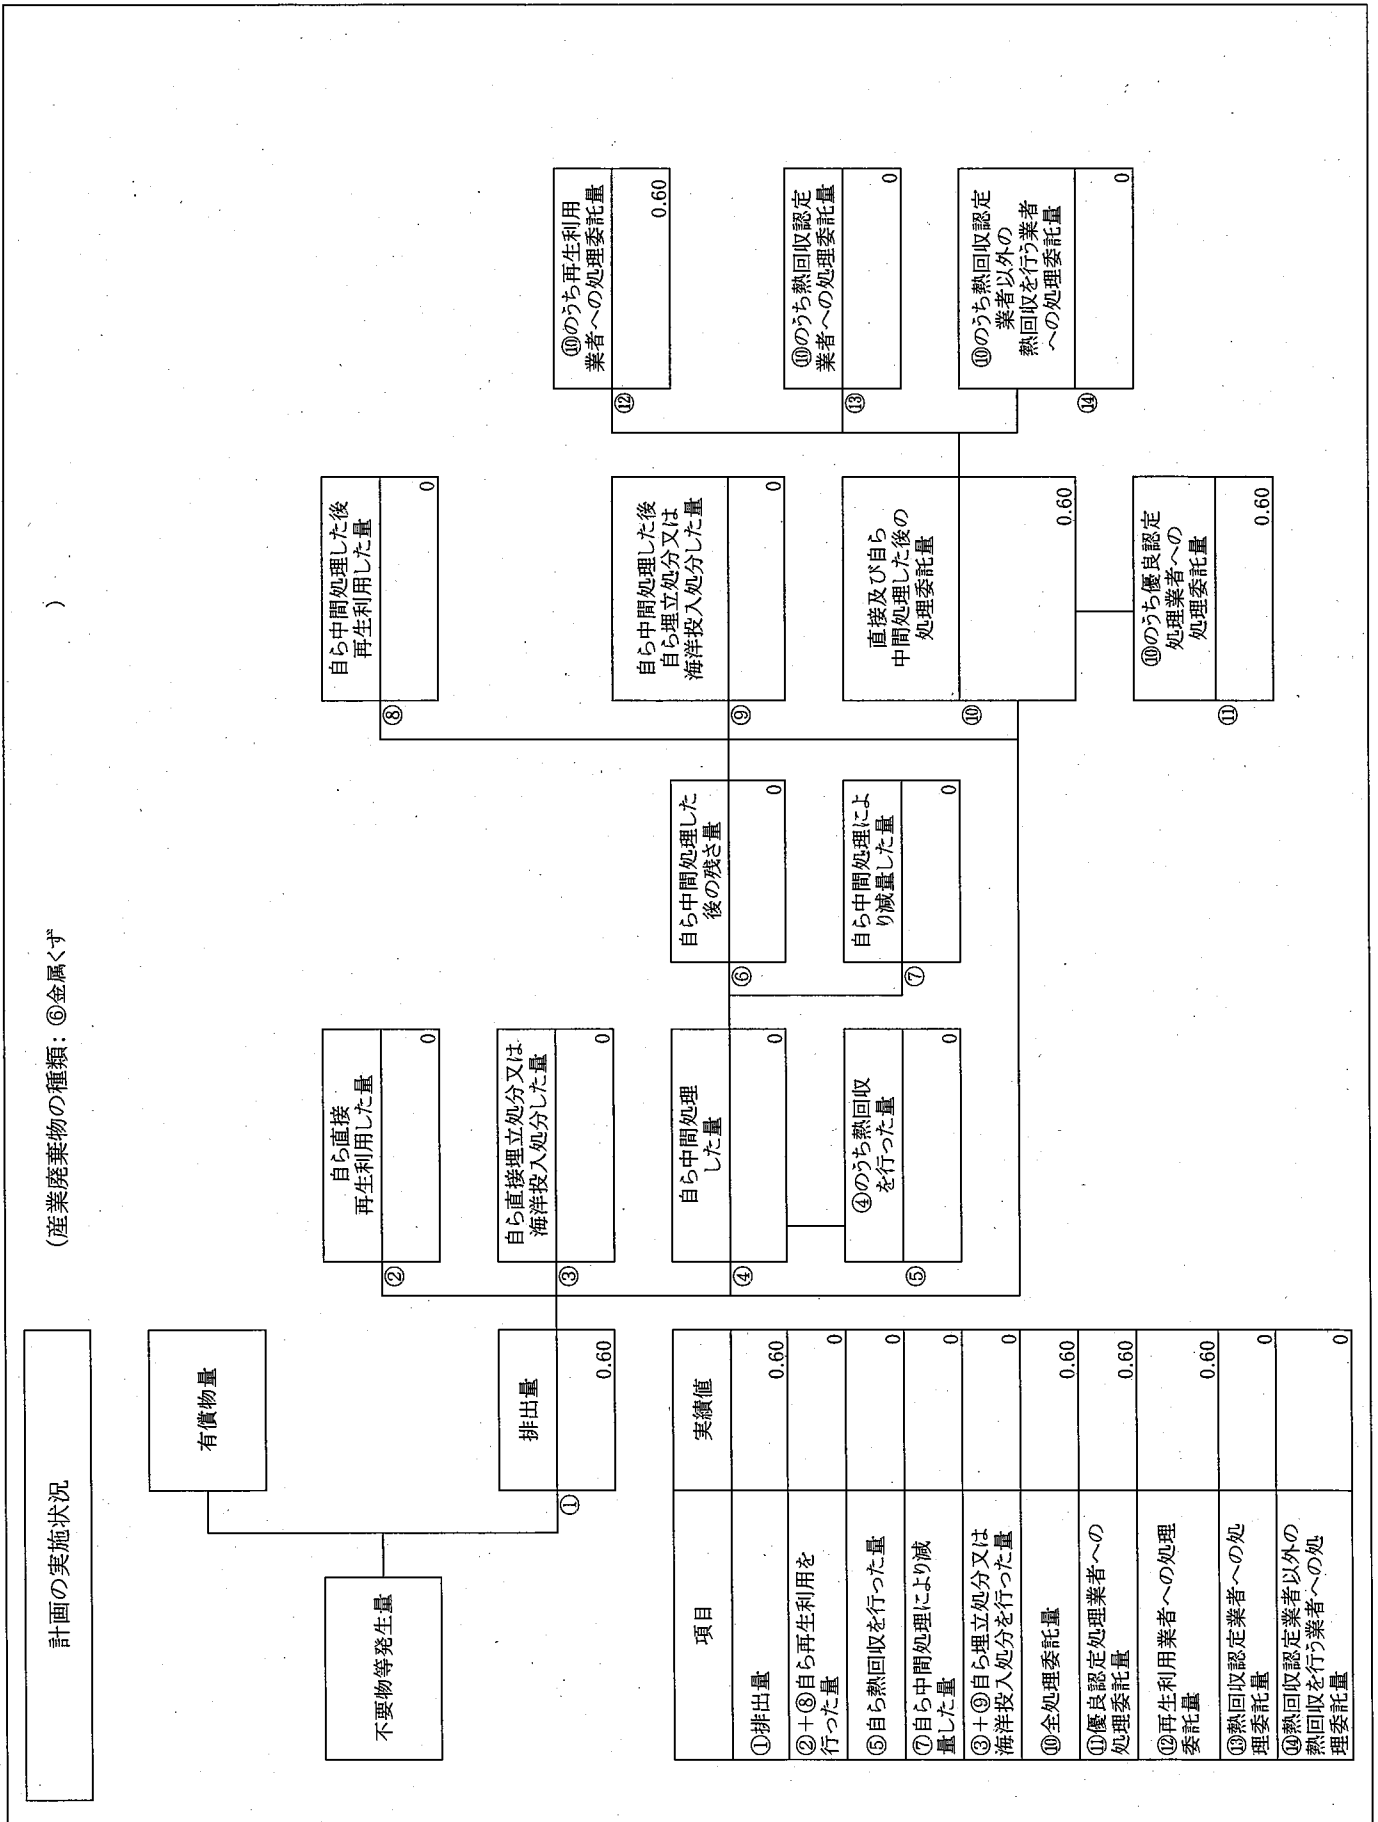 計画の実施状況
(産業廃棄物の種類: ⑥金属くず
)
不要物等発生量
有償物量
①
排出量
0.60
②
自ら直接
再生利用した量
0
③
自ら直接埋立処分又は
海洋投入処分した量
0
④
自ら中間処理
した量
0
⑤
④のうち熱回収
を行った量
0
⑥
自ら中間処理した
後の残さ量
0
⑦
自ら中間処理によ
り減量した量
0
⑧
自ら中間処理した後
再生利用した量
0
⑨
自ら中間処理した後
自ら埋立処分又は
海洋投入処分した量
0
⑩
直接及び自ら
中間処理した後の
処理委託量
0.60
⑪
⑩のうち優良認定
処理業者への
処理委託量
0.60
⑫
⑩のうち再生利用
業者への処理委託量
0.60
⑬
⑩のうち熱回収認定
業者への処理委託量
0
⑭
⑩のうち熱回収認定
業者以外の
熱回収を行う業者
への処理委託量
0
項目 実績値
①排出量 0.60
②+⑧自ら再生利用を
行った量 0
⑤自ら熱回収を行った量 0
⑦自ら中間処理により減
量した量 0
③+⑨自ら埋立処分又は
海洋投入処分を行った量 0
⑩全処理委託量 0.60
⑪優良認定処理業者への
処理委託量 0.60
⑫再生利用業者への処理
委託量 0.60
⑬熱回収認定業者への処
理委託量 0
⑭熱回収認定業者以外の
熱回収を行う業者への処
理委託量 0